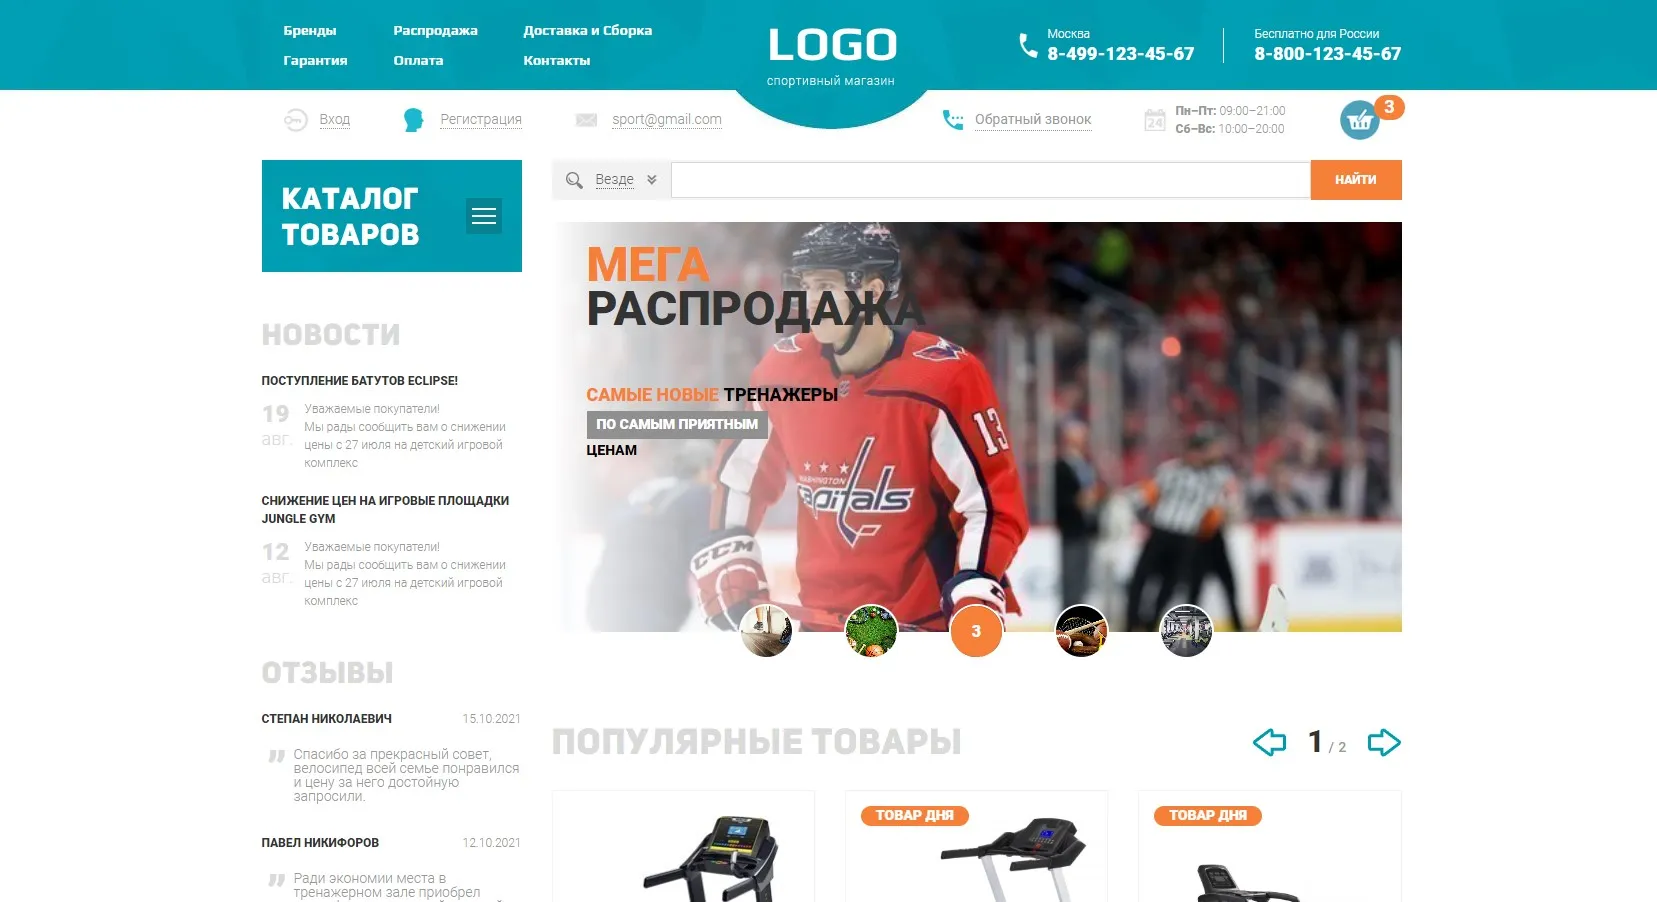 Бренды
Распродажа
Доставка и Сборка
Гарантия
Оплата
Контакты
LOGO
спортивный магазин
Москва
8-499-123-45-67
Бесплатно для России
8-800-123-45-67
Вход
Регистрация
sport@gmail.com
Обратный звонок
24
Пн–Пт: 09:00–21:00
Сб–Вс: 10:00–20:00
3
КАТАЛОГ
ТОВАРОВ
Везде
НАЙТИ
МЕГА
РАСПРОДАЖА
САМЫЕ НОВЫЕ ТРЕНАЖЕРЫ
ПО САМЫМ ПРИЯТНЫМ
ЦЕНАМ
13
WASHINGTON
capitals
CCM
3
НОВОСТИ
ПОСТУПЛЕНИЕ БАТУТОВ ECLIPSE!
19
авг.
Уважаемые покупатели!
Мы рады сообщить вам о снижении
цены с 27 июля на детский игровой
комплекс
СНИЖЕНИЕ ЦЕН НА ИГРОВЫЕ ПЛОЩАДКИ
JUNGLE GYM
12
авг.
Уважаемые покупатели!
Мы рады сообщить вам о снижении
цены с 27 июля на детский игровой
комплекс
ОТЗЫВЫ
СТЕПАН НИКОЛАЕВИЧ
15.10.2021
Спасибо за прекрасный совет,
велосипед всей семье понравился
и цену за него достойную
запросили.
ПАВЕЛ НИКИФОРОВ
12.10.2021
Ради экономии места в
тренажерном зале приобрел
ПОПУЛЯРНЫЕ ТОВАРЫ
1 / 2
ТОВАР ДНЯ
ТОВАР ДНЯ